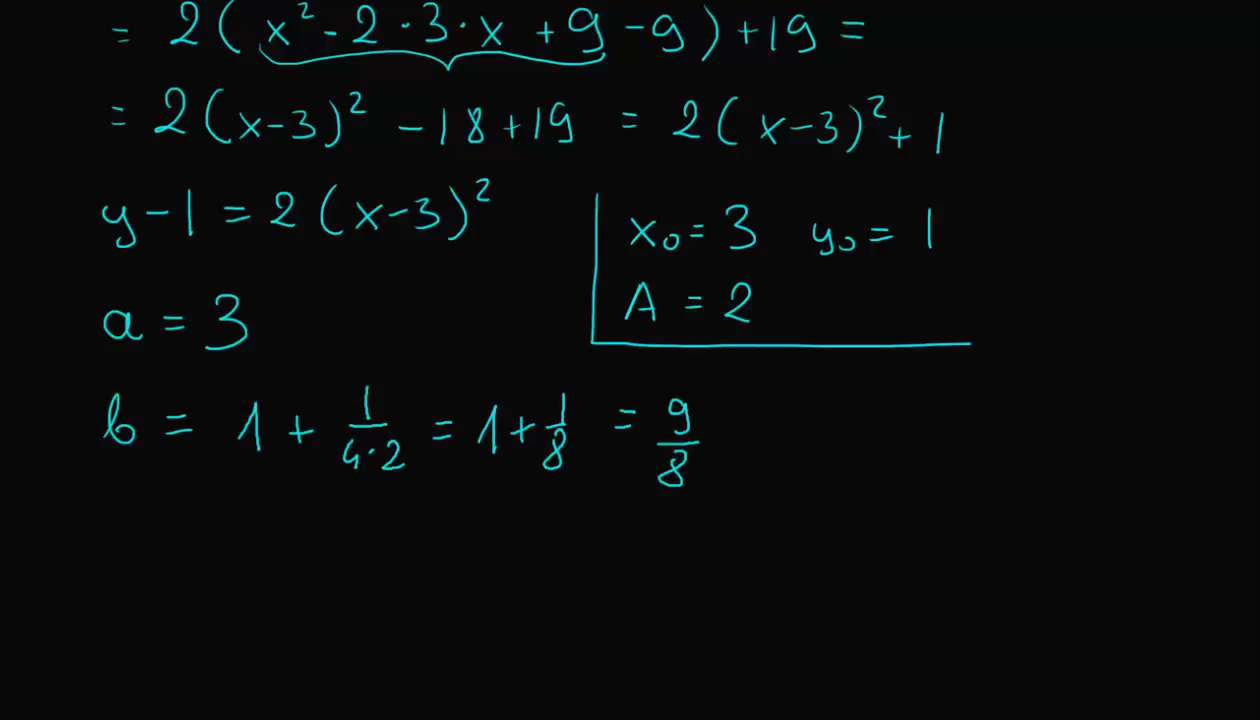 = 2(x² - 2·3·x + 9 - 9) + 19 =
= 2(x-3)² - 18 + 19 = 2(x-3)² + 1
y - 1 = 2(x-3)²
x₀ = 3 y₀ = 1
A = 2
a = 3
b = 1 + 1/(4·2) = 1 + 1/8 = 9/8